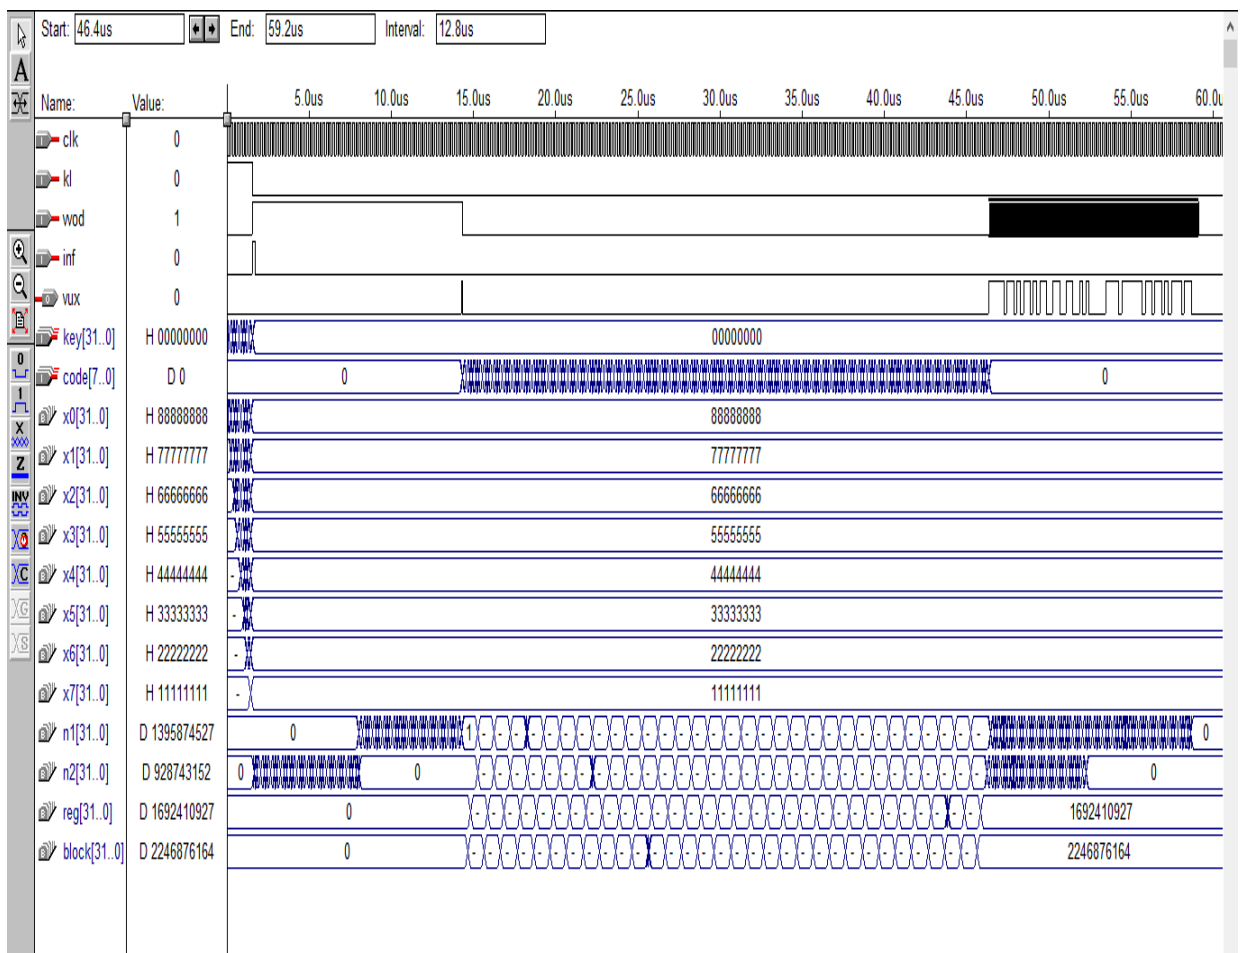 Start: 46.4us End: 59.2us Interval: 12.8us
A
Name: Value: 5.0us 10.0us 15.0us 20.0us 25.0us 30.0us 35.0us 40.0us 45.0us 50.0us 55.0us 60.0u
clk 0
kl 0
wod 1
inf 0
vux 0
key[31..0] H 00000000 00000000
0
code[7..0] D 0 0 0
1
x0[31..0] H 88888888 88888888
X
x1[31..0] H 77777777 77777777
Z
x2[31..0] H 66666666 66666666
INV
x3[31..0] H 55555555 55555555
x4[31..0] H 44444444 - 44444444
C
x5[31..0] H 33333333 - 33333333
G
x6[31..0] H 22222222 - 22222222
S
x7[31..0] H 11111111 - 11111111
n1[31..0] D 1395874527 0 1 - - - - - - - - - - - - - - - - - - - - - - - - - - - - - - 0
n2[31..0] D 928743152 0 0 - - - - - - - - - - - - - - - - - - - - - - - - - - - - - - - 0
reg[31..0] D 1692410927 0 - - - - - - - - - - - - - - - - - - - - - - - - - - - - - - - 1692410927
block[31..0] D 2246876164 0 - - - - - - - - - - - - - - - - - - - - - - - - - - - - - - - 2246876164